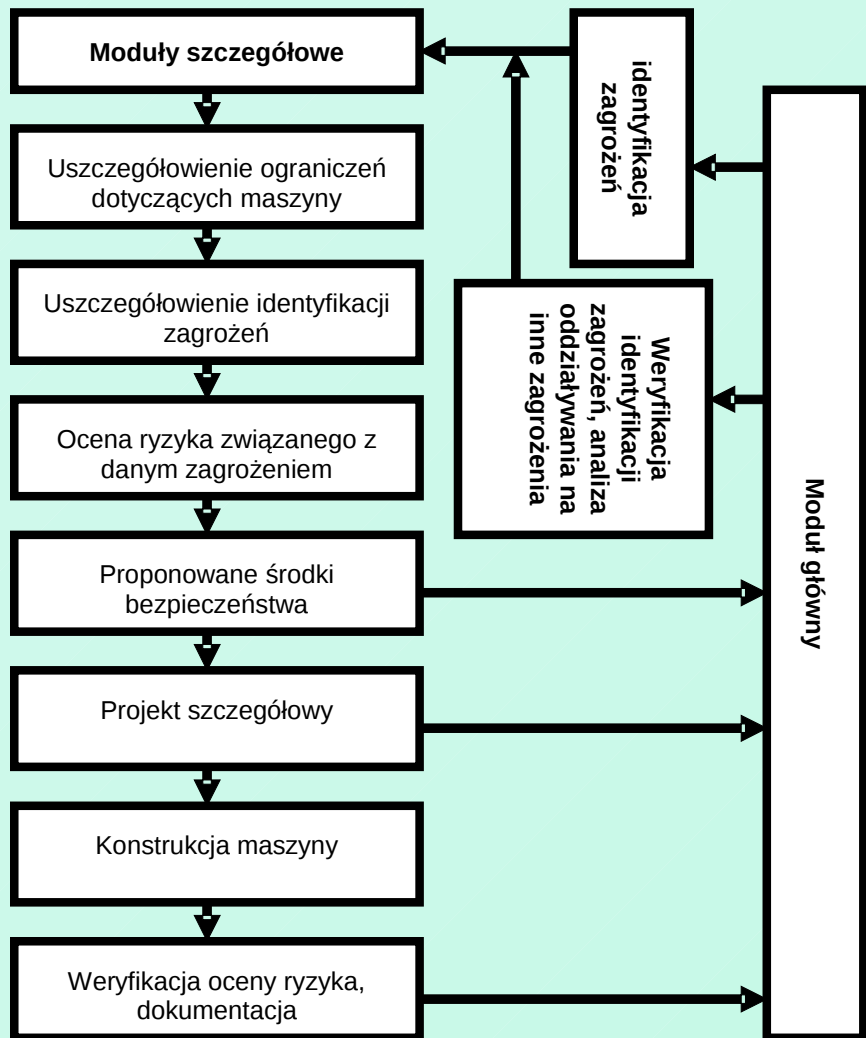 Moduły szczegółowe
Uszczegółowienie ograniczeń
dotyczących maszyny
Uszczegółowienie identyfikacji
zagrożeń
Ocena ryzyka związanego z
danym zagrożeniem
Proponowane środki
bezpieczeństwa
Projekt szczegółowy
Konstrukcja maszyny
Weryfikacja oceny ryzyka,
dokumentacja
identyfikacja
zagrożeń
Weryfikacja
identyfikacji
zagrożeń, analiza
oddziaływania na
inne zagrożenia
Moduł główny